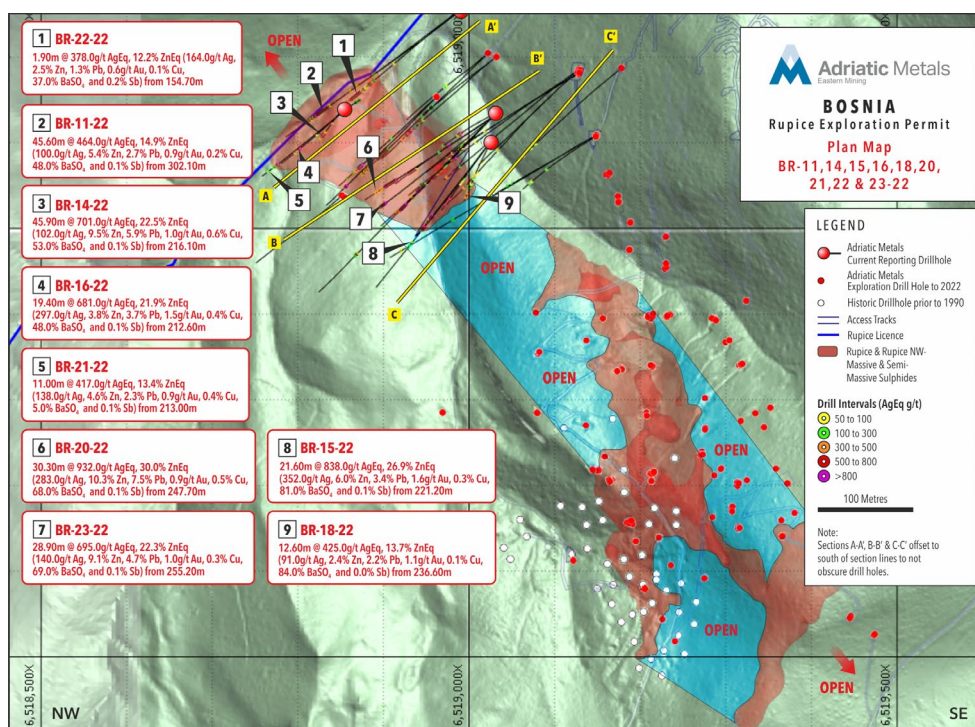 1 BR-22-22
1.90m @ 378.0g/t AgEq, 12.2% ZnEq (164.0g/t Ag,
2.5% Zn, 1.3% Pb, 0.6g/t Au, 0.1% Cu,
37.0% BaSO₄ and 0.2% Sb) from 154.70m
2 BR-11-22
45.60m @ 464.0g/t AgEq, 14.9% ZnEq
(100.0g/t Ag, 5.4% Zn, 2.7% Pb, 0.9g/t Au, 0.2% Cu,
48.0% BaSO₄ and 0.1% Sb) from 302.10m
3 BR-14-22
45.90m @ 701.0g/t AgEq, 22.5% ZnEq
(102.0g/t Ag, 9.5% Zn, 5.9% Pb, 1.0g/t Au, 0.6% Cu,
53.0% BaSO₄ and 0.1% Sb) from 216.10m
4 BR-16-22
19.40m @ 681.0g/t AgEq, 21.9% ZnEq
(297.0g/t Ag, 3.8% Zn, 3.7% Pb, 1.5g/t Au, 0.4% Cu,
48.0% BaSO₄ and 0.1% Sb) from 212.60m
5 BR-21-22
11.00m @ 417.0g/t AgEq, 13.4% ZnEq
(138.0g/t Ag, 4.6% Zn, 2.3% Pb, 0.9g/t Au, 0.4% Cu,
5.0% BaSO₄ and 0.1% Sb) from 213.00m
6 BR-20-22
30.30m @ 932.0g/t AgEq, 30.0% ZnEq
(283.0g/t Ag, 10.3% Zn, 7.5% Pb, 0.9g/t Au, 0.5% Cu,
68.0% BaSO₄ and 0.1% Sb) from 247.70m
7 BR-23-22
28.90m @ 695.0g/t AgEq, 22.3% ZnEq
(140.0g/t Ag, 9.1% Zn, 4.7% Pb, 1.0g/t Au, 0.3% Cu,
69.0% BaSO₄ and 0.1% Sb) from 255.20m
8 BR-15-22
21.60m @ 838.0g/t AgEq, 26.9% ZnEq
(352.0g/t Ag, 6.0% Zn, 3.4% Pb, 1.6g/t Au, 0.3% Cu,
81.0% BaSO₄ and 0.1% Sb) from 221.20m
9 BR-18-22
12.60m @ 425.0g/t AgEq, 13.7% ZnEq
(91.0g/t Ag, 2.4% Zn, 2.2% Pb, 1.1g/t Au, 0.1% Cu,
84.0% BaSO₄ and 0.0% Sb) from 236.60m
OPEN
A'
B'
C'
6,519,000X
1
2
3
4
5
6
7
8
9
A
B
C
OPEN
OPEN
OPEN
OPEN
OPEN
6,518,500X
NW
6,519,000X
6,519,500X
SE
Adriatic Metals
Eastern Mining
BOSNIA
Rupice Exploration Permit
Plan Map
BR-11,14,15,16,18,20,
21,22 & 23-22
LEGEND
Adriatic Metals
Current Reporting Drillhole
Adriatic Metals
Exploration Drill Hole to 2022
Historic Drillhole prior to 1990
Access Tracks
Rupice Licence
Rupice & Rupice NW-
Massive & Semi-
Massive Sulphides
Drill Intervals (AgEq g/t)
50 to 100
100 to 300
300 to 500
500 to 800
>800
100 Metres
Note:
Sections A-A', B-B' & C-C' offset to
south of section lines to not
obscure drill holes.